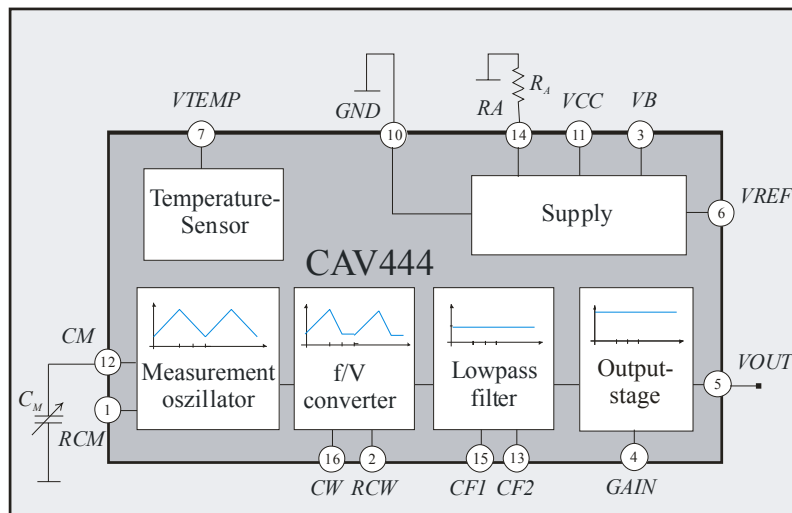 VTEMP
GND
RA
R_A
VCC
VB
7
10
14
11
3
VREF
6
Temperature-
Sensor
Supply
CAV444
CM
12
C_M
1
RCM
Measurement
oszillator
f/V
converter
Lowpass
filter
Output-
stage
VOUT
5
16
2
15
13
4
CW
RCW
CF1
CF2
GAIN